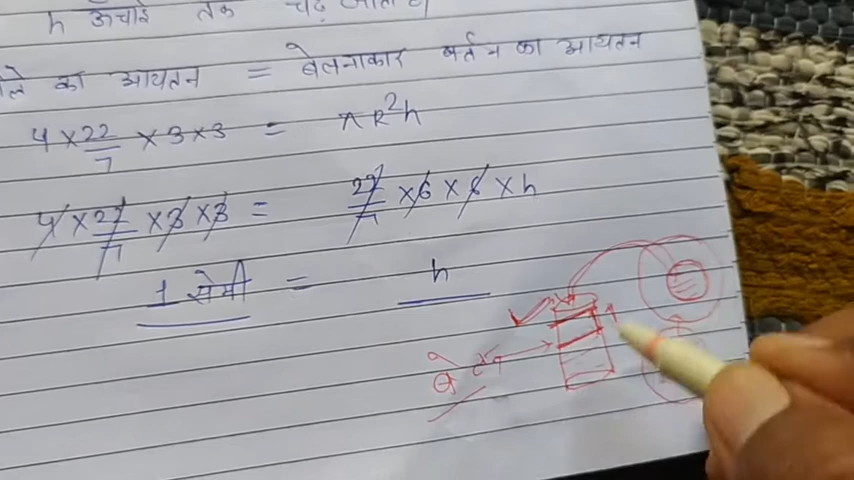 h ऊंचाई तक चढ़ जाता है
का आयतन = बेलनाकार बर्तन का आयतन
4 × 22/7 × 3 × 3 = πR²h
4 × 22/7 × 3 × 3 = 22/7 × 6 × 6 × h
1 सेमी = h